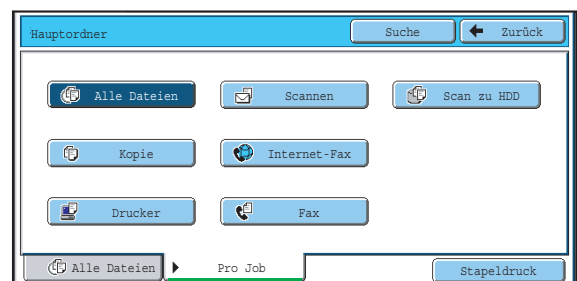 Hauptordner
Suche
Zurück
Alle Dateien
Scannen
Scan zu HDD
Kopie
Internet-Fax
Drucker
Fax
Alle Dateien
Pro Job
Stapeldruck